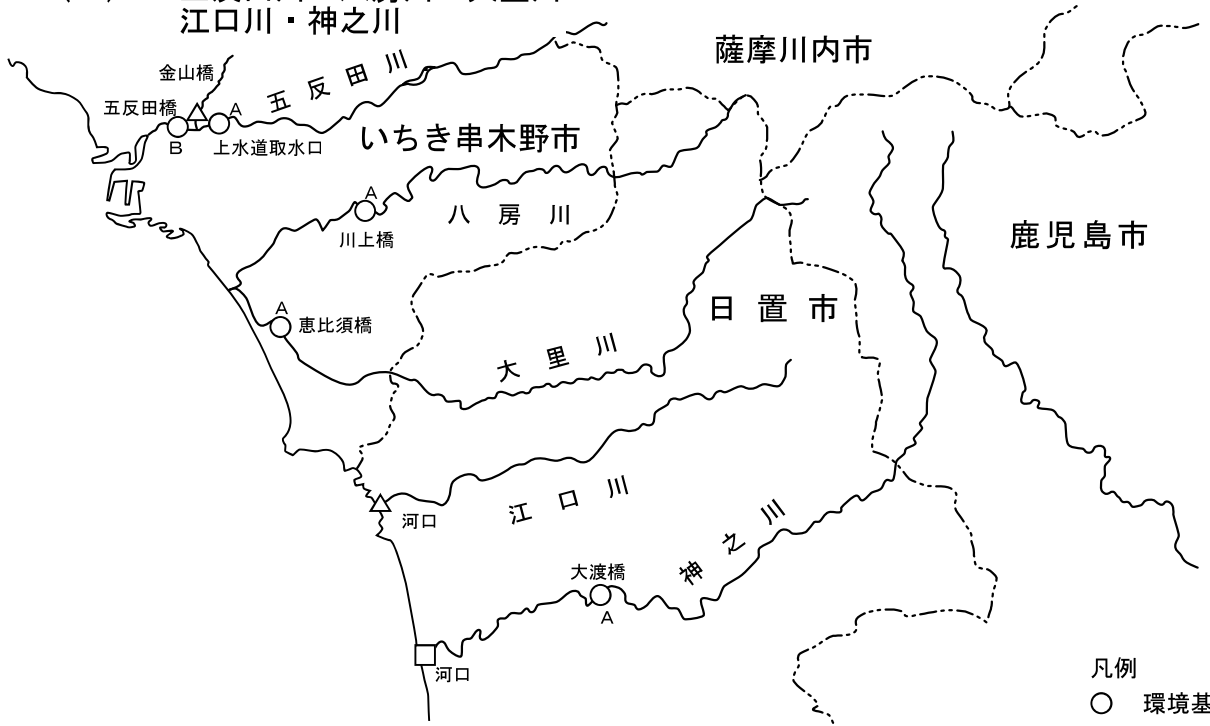 江口川・神之川
薩摩川内市
金山橋
五反田川
五反田橋
A
B
上水道取水口
いちき串木野市
A
八房川
川上橋
鹿児島市
A
恵比須橋
日置市
大里川
江口川
河口
神之川
大渡橋
A
河口
凡例
○ 環境基